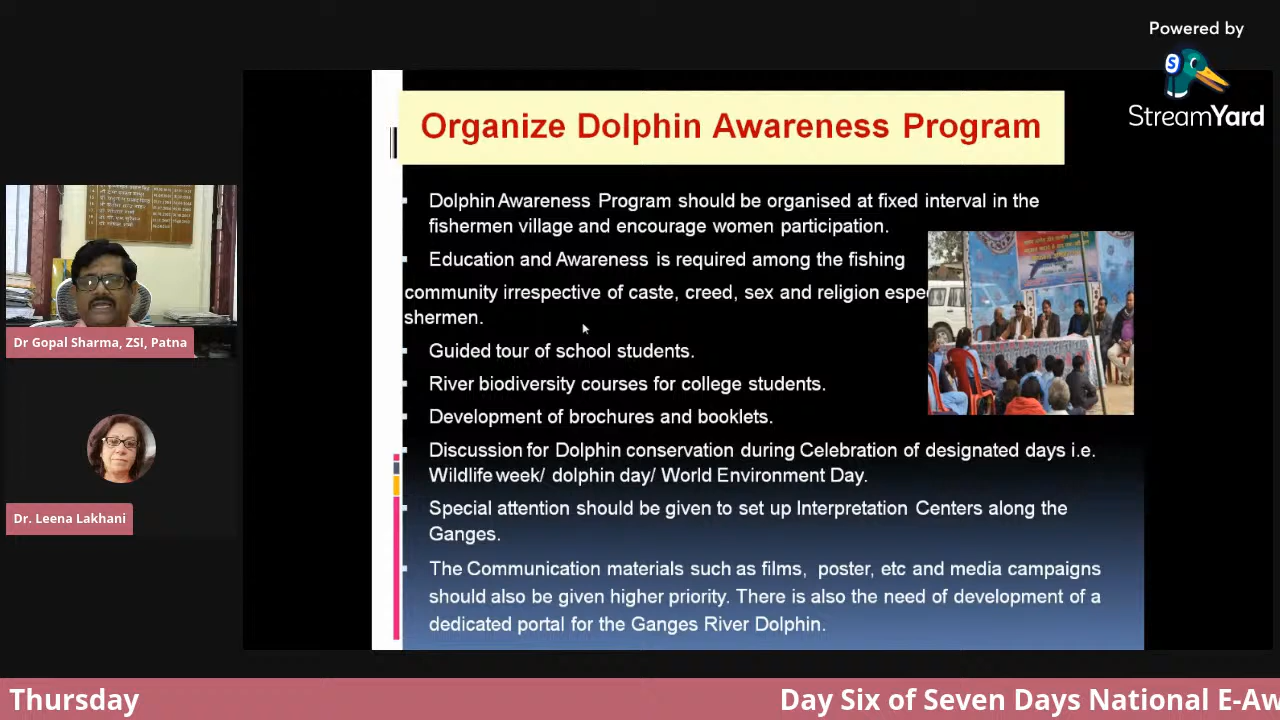 Powered by
StreamYard
Organize Dolphin Awareness Program
Dolphin Awareness Program should be organised at fixed interval in the
fishermen village and encourage women participation.
Education and Awareness is required among the fishing
community irrespective of caste, creed, sex and religion espe
shermen.
Guided tour of school students.
River biodiversity courses for college students.
Development of brochures and booklets.
Discussion for Dolphin conservation during Celebration of designated days i.e.
Wildlife week/ dolphin day/ World Environment Day.
Special attention should be given to set up Interpretation Centers along the
Ganges.
The Communication materials such as films, poster, etc and media campaigns
should also be given higher priority. There is also the need of development of a
dedicated portal for the Ganges River Dolphin.
Dr Gopal Sharma, ZSI, Patna
Dr. Leena Lakhani
Thursday
Day Six of Seven Days National E-Aw